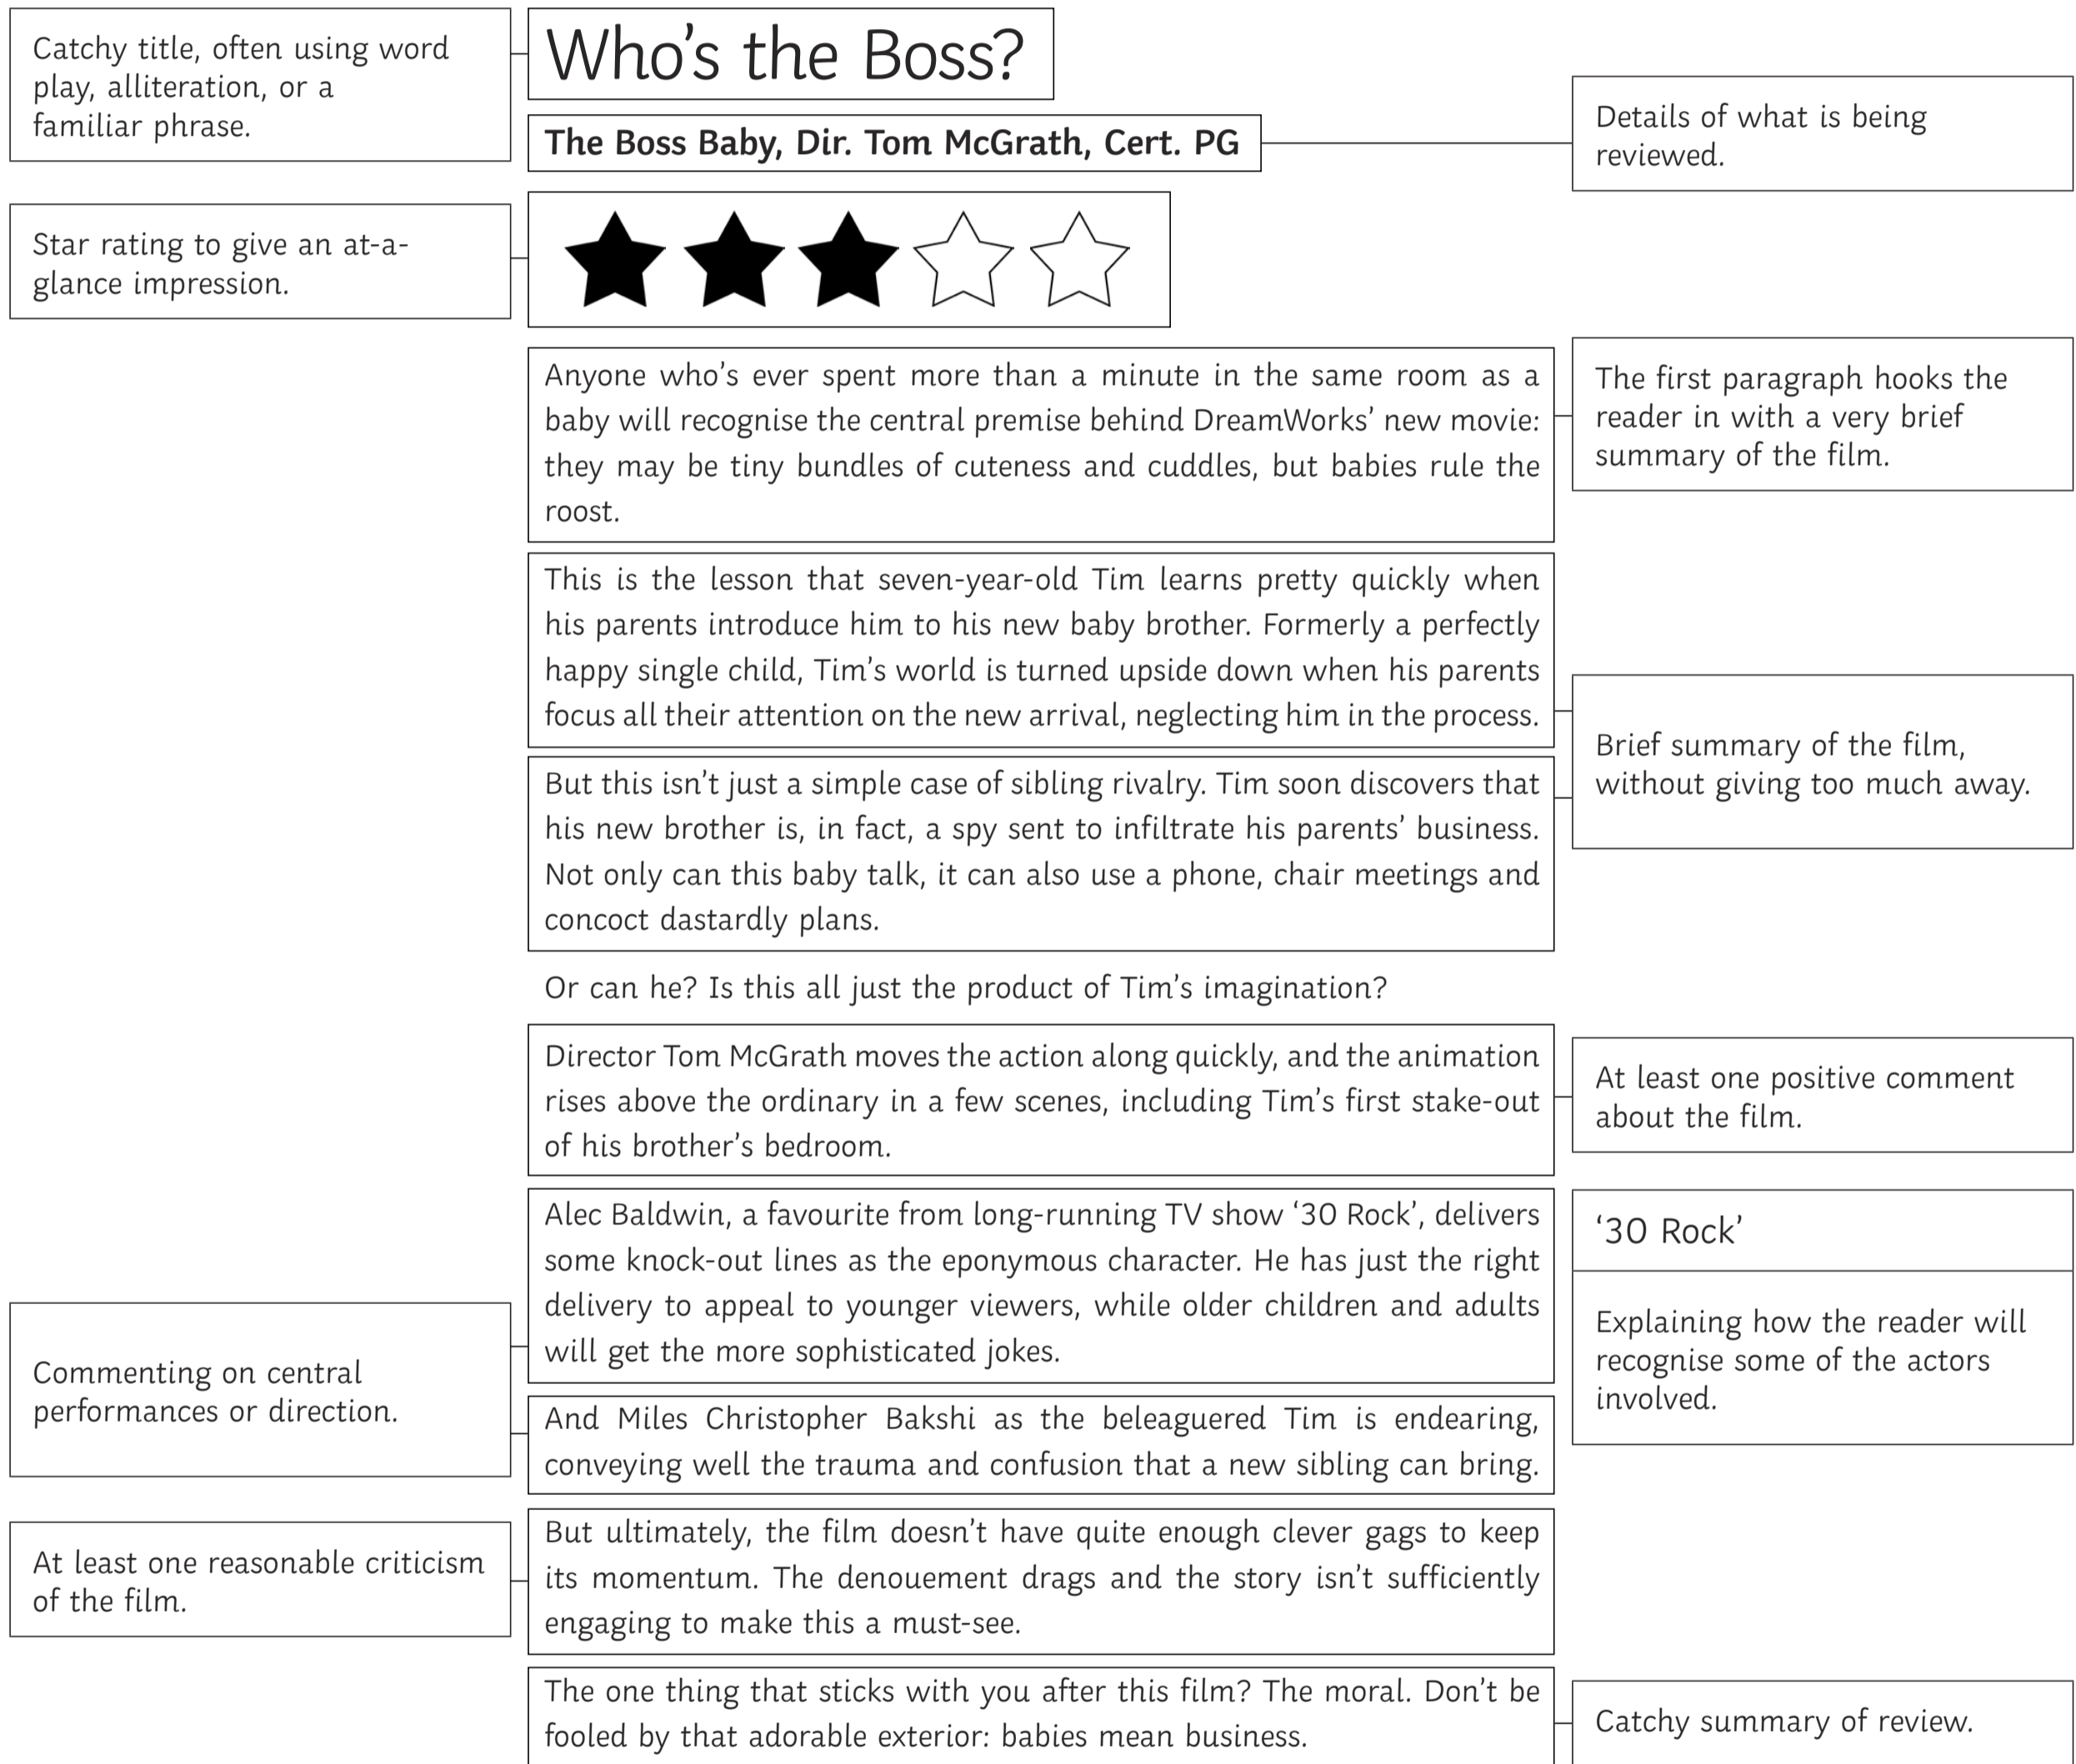 Catchy title, often using word
play, alliteration, or a
familiar phrase.
Who’s the Boss?
The Boss Baby, Dir. Tom McGrath, Cert. PG
Details of what is being
reviewed.
Star rating to give an at-a-
glance impression.
Anyone who’s ever spent more than a minute in the same room as a
baby will recognise the central premise behind DreamWorks’ new movie:
they may be tiny bundles of cuteness and cuddles, but babies rule the
roost.
The first paragraph hooks the
reader in with a very brief
summary of the film.
This is the lesson that seven-year-old Tim learns pretty quickly when
his parents introduce him to his new baby brother. Formerly a perfectly
happy single child, Tim’s world is turned upside down when his parents
focus all their attention on the new arrival, neglecting him in the process.
But this isn’t just a simple case of sibling rivalry. Tim soon discovers that
his new brother is, in fact, a spy sent to infiltrate his parents’ business.
Not only can this baby talk, it can also use a phone, chair meetings and
concoct dastardly plans.
Brief summary of the film,
without giving too much away.
Or can he? Is this all just the product of Tim’s imagination?
Director Tom McGrath moves the action along quickly, and the animation
rises above the ordinary in a few scenes, including Tim’s first stake-out
of his brother’s bedroom.
At least one positive comment
about the film.
Alec Baldwin, a favourite from long-running TV show ‘30 Rock’, delivers
some knock-out lines as the eponymous character. He has just the right
delivery to appeal to younger viewers, while older children and adults
will get the more sophisticated jokes.
‘30 Rock’
Explaining how the reader will
recognise some of the actors
involved.
Commenting on central
performances or direction.
And Miles Christopher Bakshi as the beleaguered Tim is endearing,
conveying well the trauma and confusion that a new sibling can bring.
At least one reasonable criticism
of the film.
But ultimately, the film doesn’t have quite enough clever gags to keep
its momentum. The denouement drags and the story isn’t sufficiently
engaging to make this a must-see.
The one thing that sticks with you after this film? The moral. Don’t be
fooled by that adorable exterior: babies mean business.
Catchy summary of review.